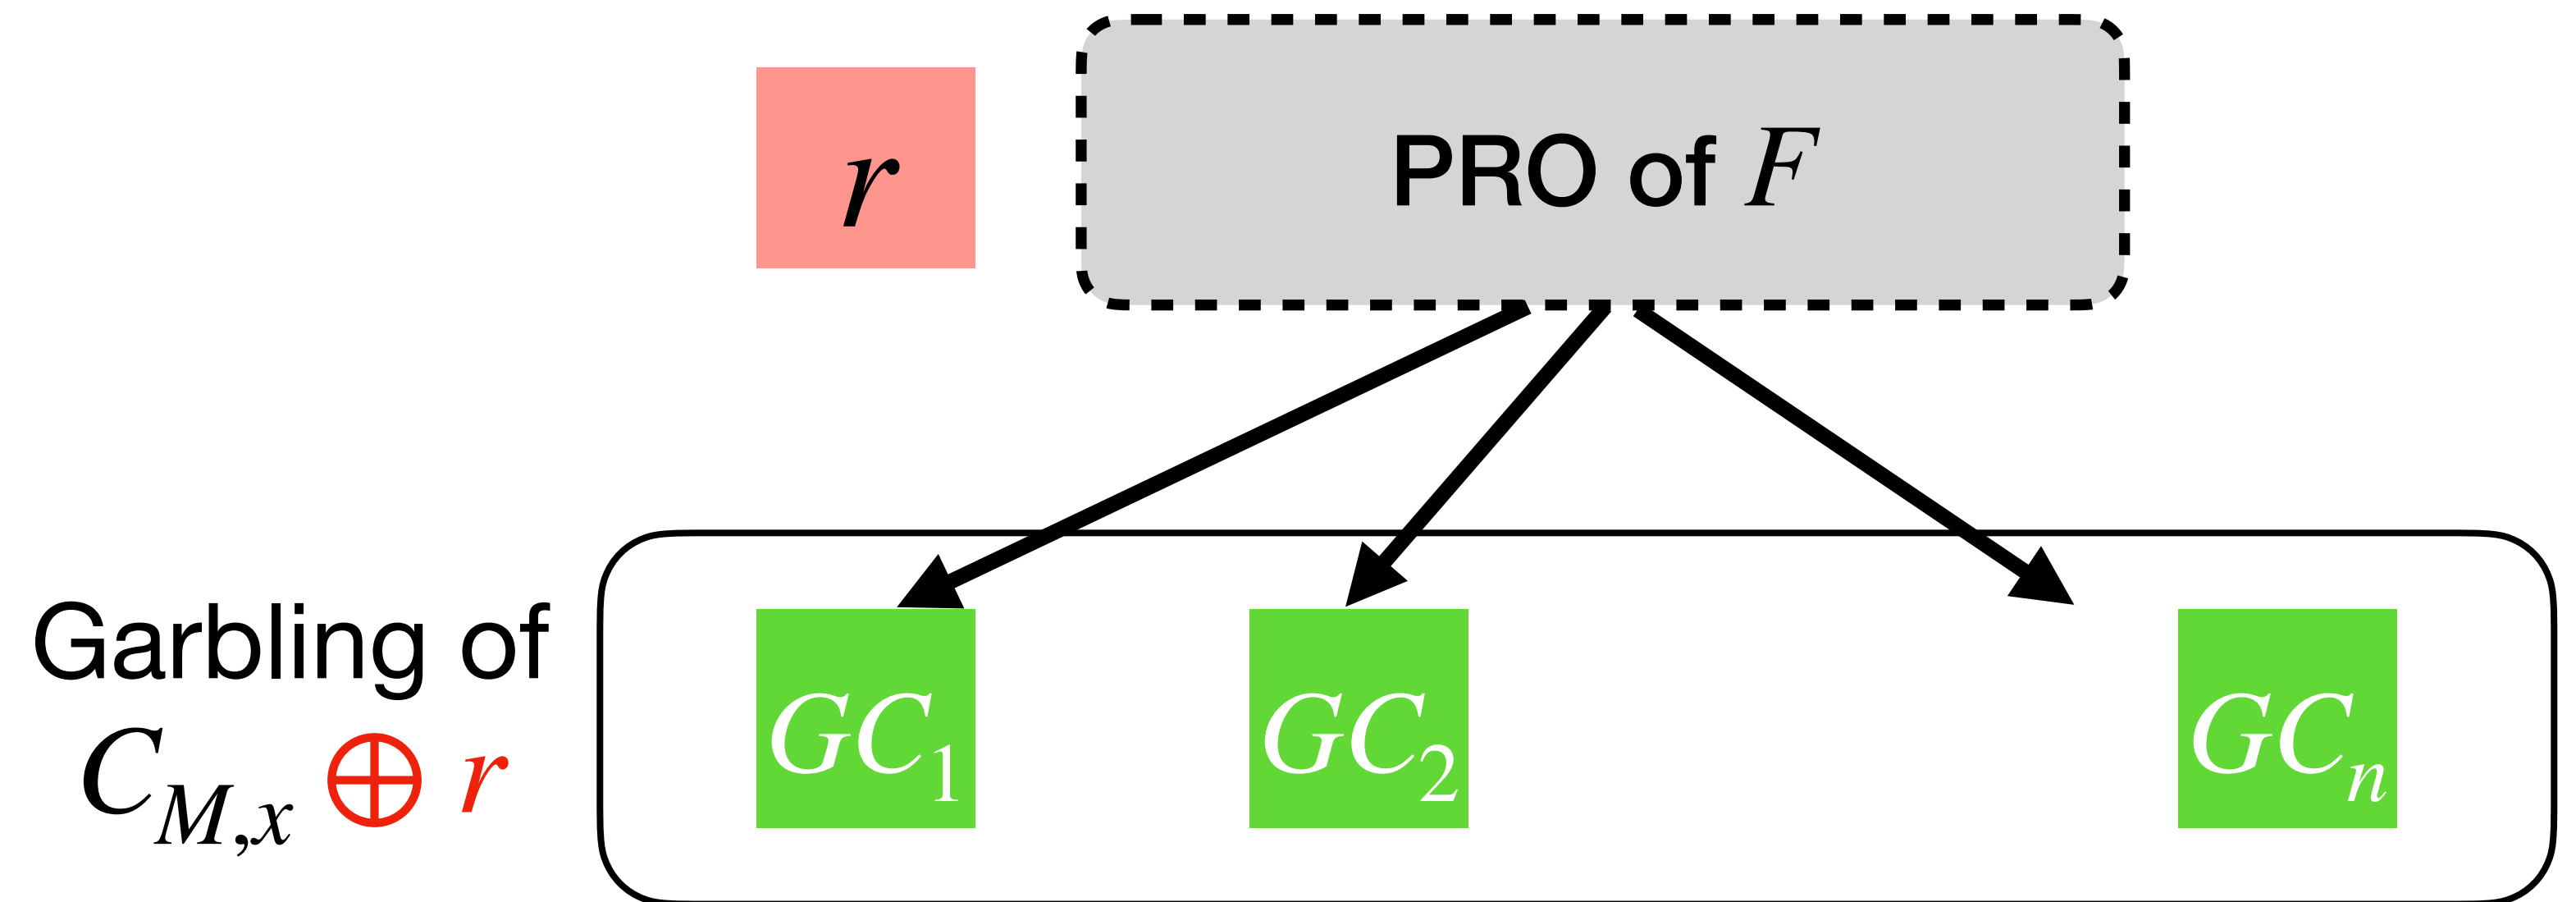 r
PRO of F
Garbling of
C_{M,x} ⊕ r
GC_1
GC_2
GC_n